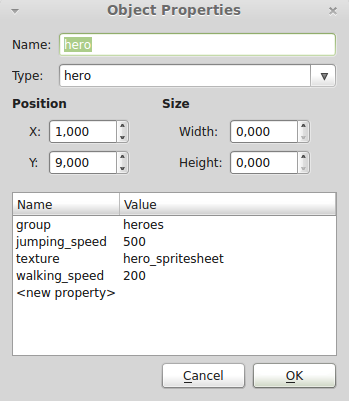 Object Properties
Name: hero
Type: hero
Position Size
X: 1,000 Width: 0,000
Y: 9,000 Height: 0,000
Name Value
group heroes
jumping_speed 500
texture hero_spritesheet
walking_speed 200
<new property>
Cancel OK